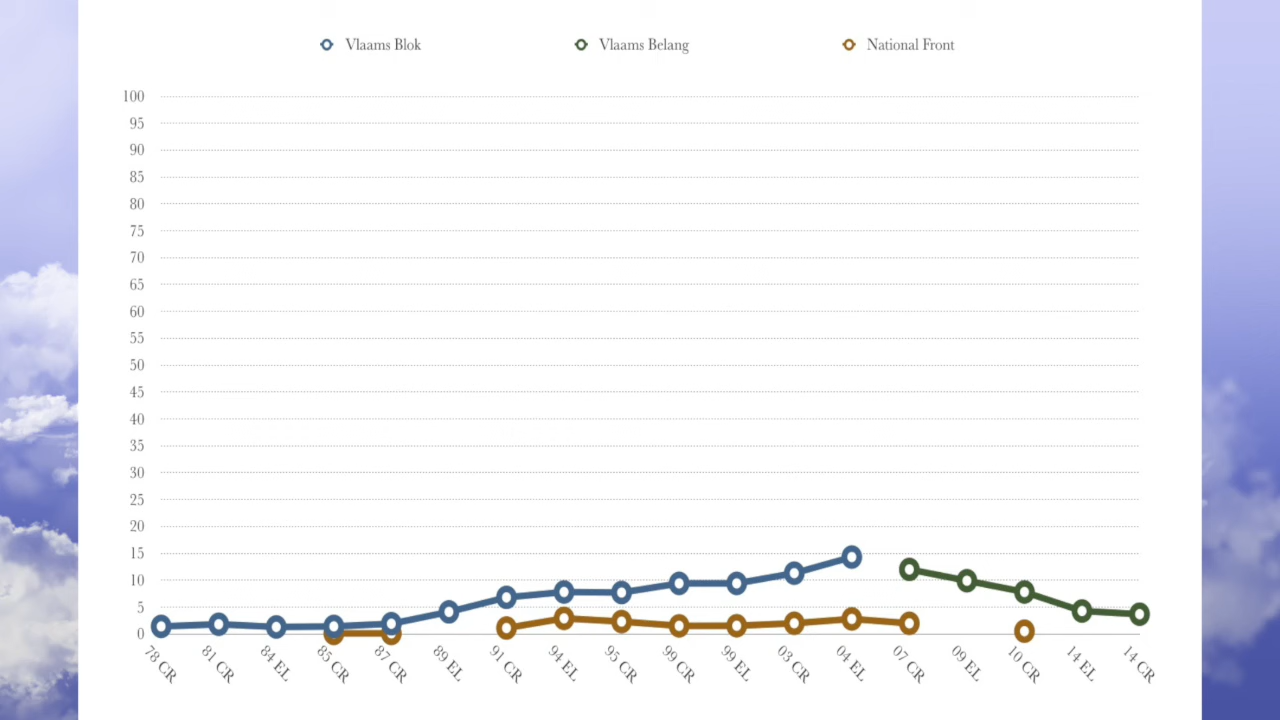 Vlaams Blok
Vlaams Belang
National Front
100
95
90
85
80
75
70
65
60
55
50
45
40
35
30
25
20
15
10
5
0
78 CR
81 CR
84 EL
85 CR
87 CR
89 EL
91 CR
94 EL
95 CR
99 CR
99 EL
03 CR
04 EL
07 CR
09 EL
10 CR
14 EL
14 CR